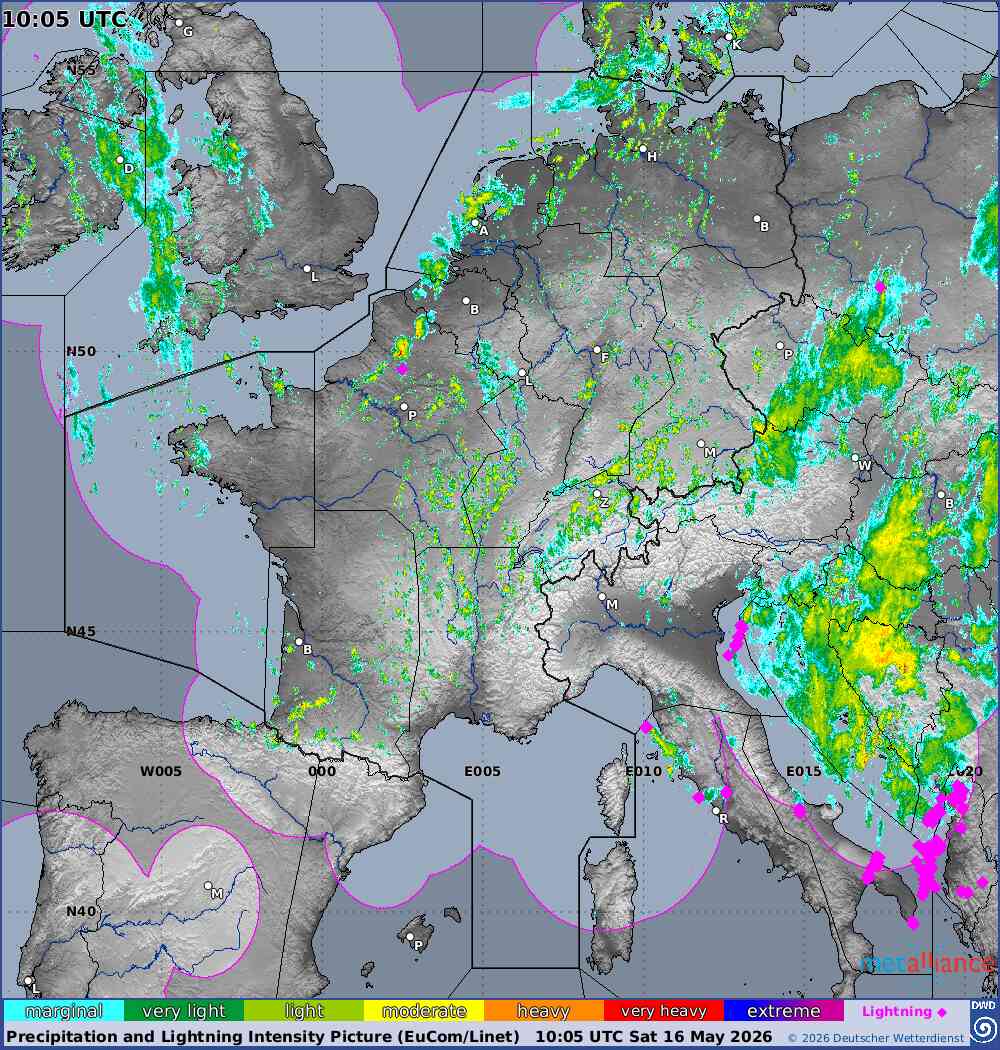 10:05 UTC
G
K
N55
D
H
A
B
L
B
N50
F
P
L
P
M
W
Z
B
M
N45
B
W005
000
E005
E010
E015
E020
R
M
N40
P
L
metalliance
marginal
very light
light
moderate
heavy
very heavy
extreme
Lightning
DWD
Precipitation and Lightning Intensity Picture (EuCom/Linet) 10:05 UTC Sat 16 May 2026
© 2026 Deutscher Wetterdienst